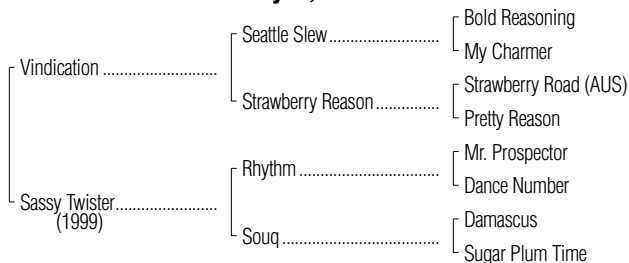 Bold Reasoning
Seattle Slew
My Charmer
Vindication
Strawberry Road (AUS)
Strawberry Reason
Pretty Reason
Mr. Prospector
Rhythm
Dance Number
Sassy Twister
(1999)
Damascus
Souq
Sugar Plum Time